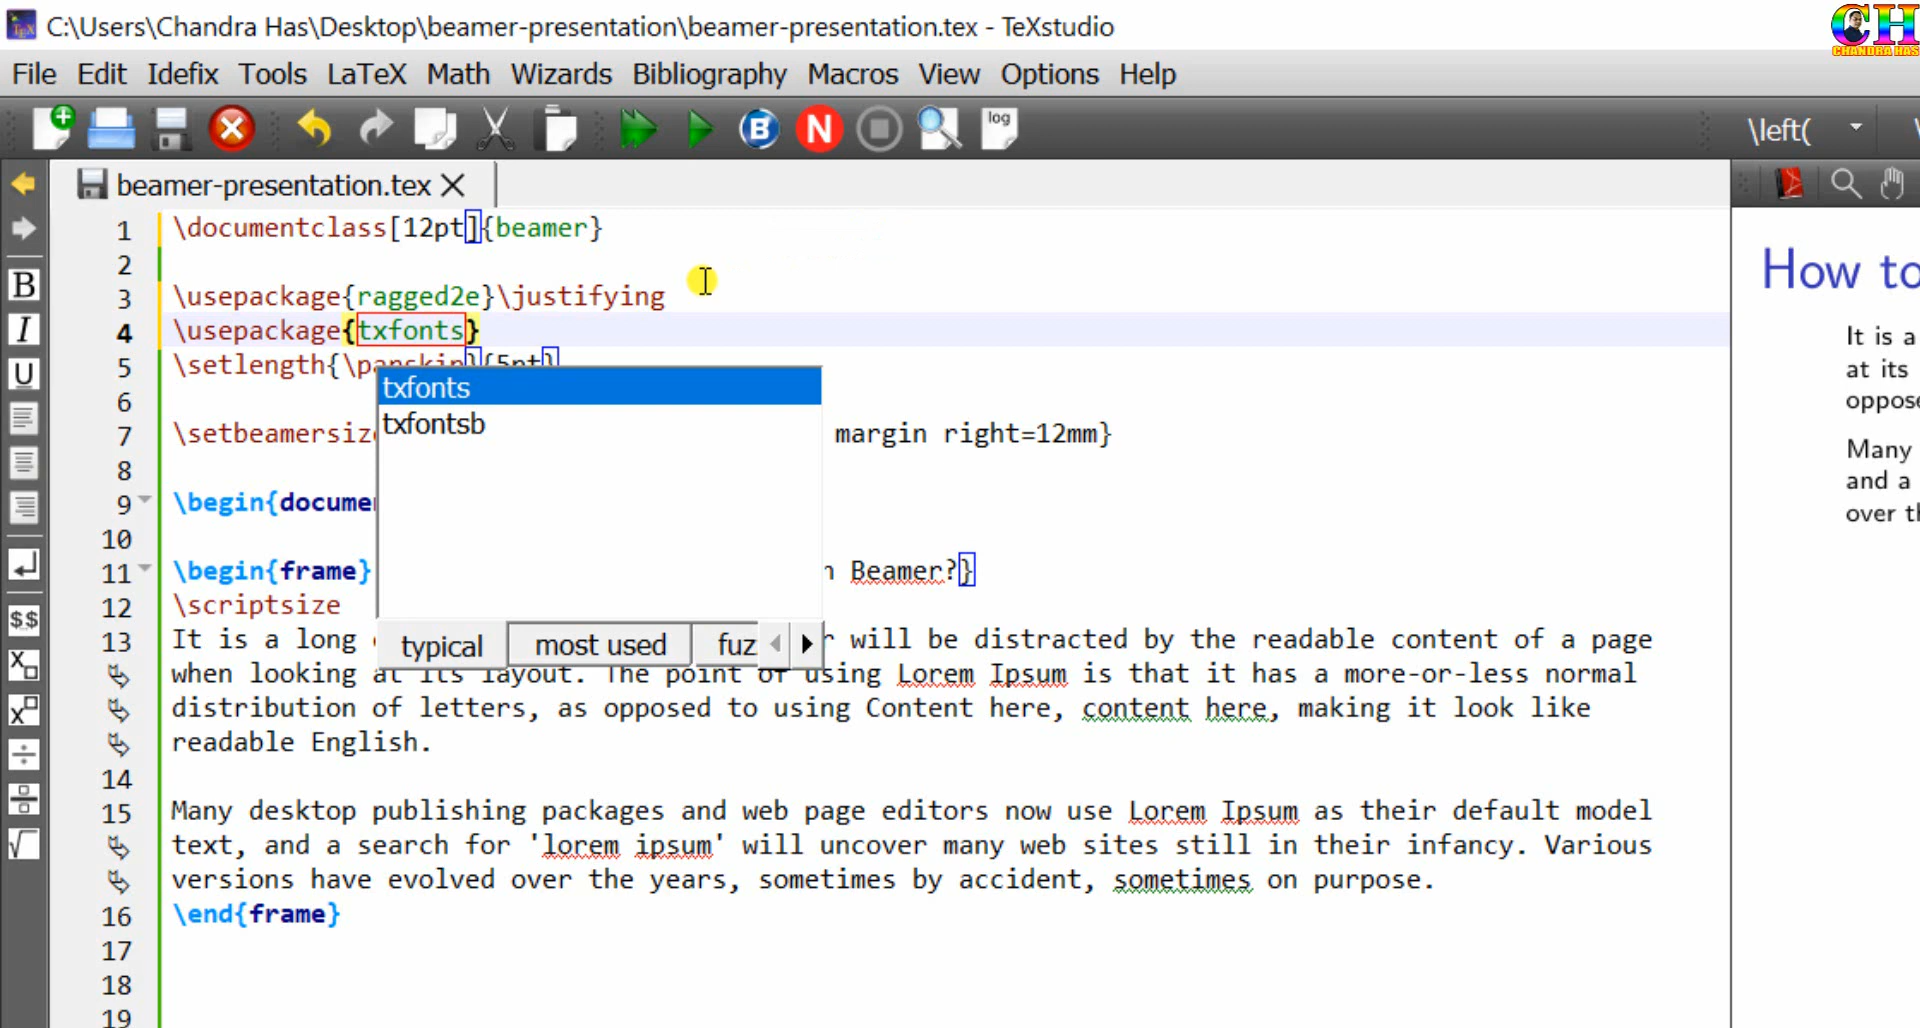 C:\Users\Chandra Has\Desktop\beamer-presentation\beamer-presentation.tex - TeXstudio
CH
CHANDRA HAS
File Edit Idefix Tools LaTeX Math Wizards Bibliography Macros View Options Help
B N log \left(
beamer-presentation.tex
1 \documentclass[12pt]{beamer}
2
3 \usepackage{ragged2e}\justifying
4 \usepackage{txfonts}
5 \setlength{\parskip}{5pt}
txfonts
txfontsb
6
7 \setbeamersize margin right=12mm}
8
9 \begin{docume
10
11 \begin{frame} n Beamer?}
12 \scriptsize
typical most used fuz
13 It is a long r will be distracted by the readable content of a page
when looking at its layout. The point of using Lorem Ipsum is that it has a more-or-less normal
distribution of letters, as opposed to using Content here, content here, making it look like
readable English.
14
15 Many desktop publishing packages and web page editors now use Lorem Ipsum as their default model
text, and a search for 'lorem ipsum' will uncover many web sites still in their infancy. Various
versions have evolved over the years, sometimes by accident, sometimes on purpose.
16 \end{frame}
17
18
19
B
I
U
$$
How to
It is a
at its
oppose
Many
and a
over th